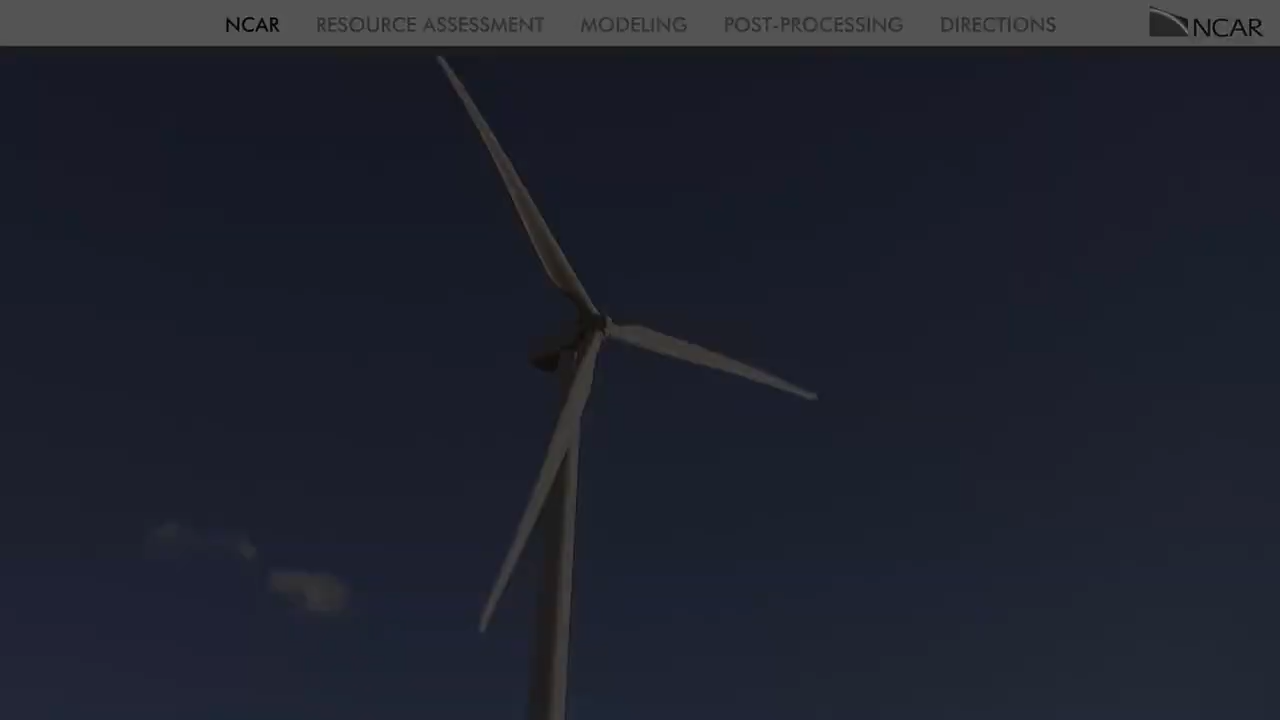 NCAR RESOURCE ASSESSMENT MODELING POST-PROCESSING DIRECTIONS NCAR